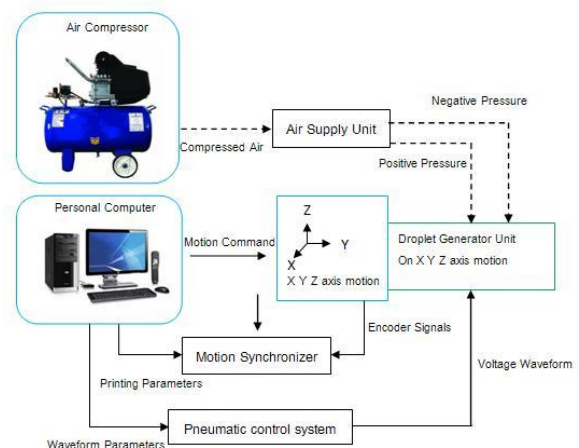 Air Compressor
Negative Pressure
Air Supply Unit
Compressed Air
Positive Pressure
Personal Computer
Z
Motion Command
Y
Droplet Generator Unit
On X Y Z axis motion
X
X Y Z axis motion
Encoder Signals
Motion Synchronizer
Voltage Waveform
Printing Parameters
Pneumatic control system
Waveform Parameters